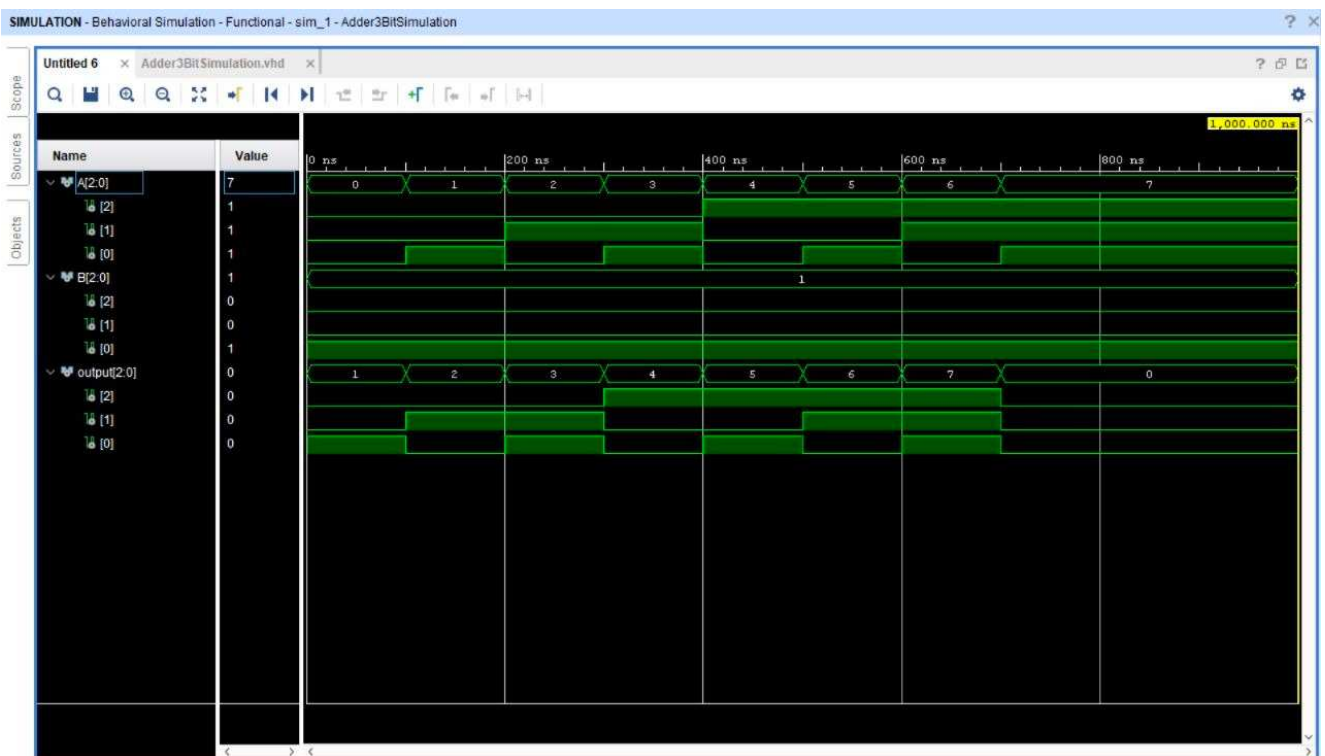 SIMULATION - Behavioral Simulation - Functional - sim_1 - Adder3BitSimulation ? ×
Scope
Sources
Objects
Untitled 6 × Adder3BitSimulation.vhd × ?
1,000.000 ns
Name Value 0 ns 200 ns 400 ns 600 ns 800 ns
A[2:0] 7 0 1 2 3 4 5 6 7
[2] 1
[1] 1
[0] 1
B[2:0] 1 1
[2] 0
[1] 0
[0] 1
output[2:0] 0 1 2 3 4 5 6 7 0
[2] 0
[1] 0
[0] 0